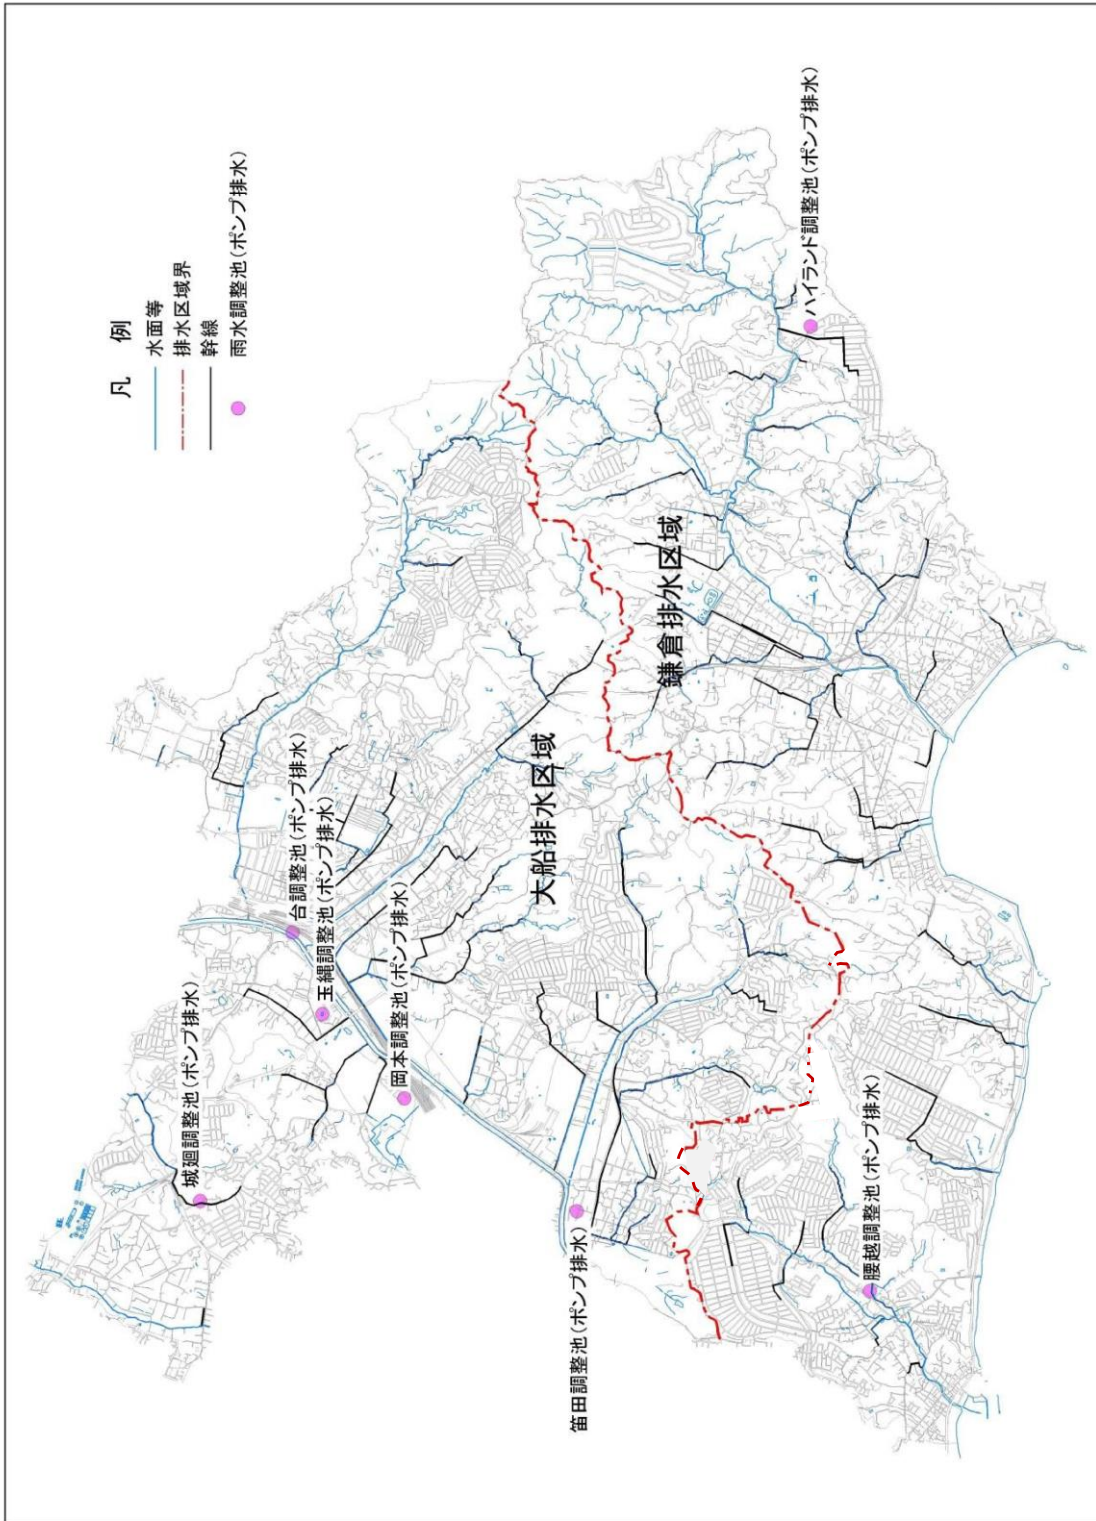 凡 例
水面等
排水区域界
幹線
雨水調整池（ポンプ排水）
城廻調整池（ポンプ排水）
台調整池（ポンプ排水）
玉縄調整池（ポンプ排水）
岡本調整池（ポンプ排水）
大船排水区域
笛田調整池（ポンプ排水）
鎌倉排水区域
ハイランド調整池（ポンプ排水）
腰越調整池（ポンプ排水）